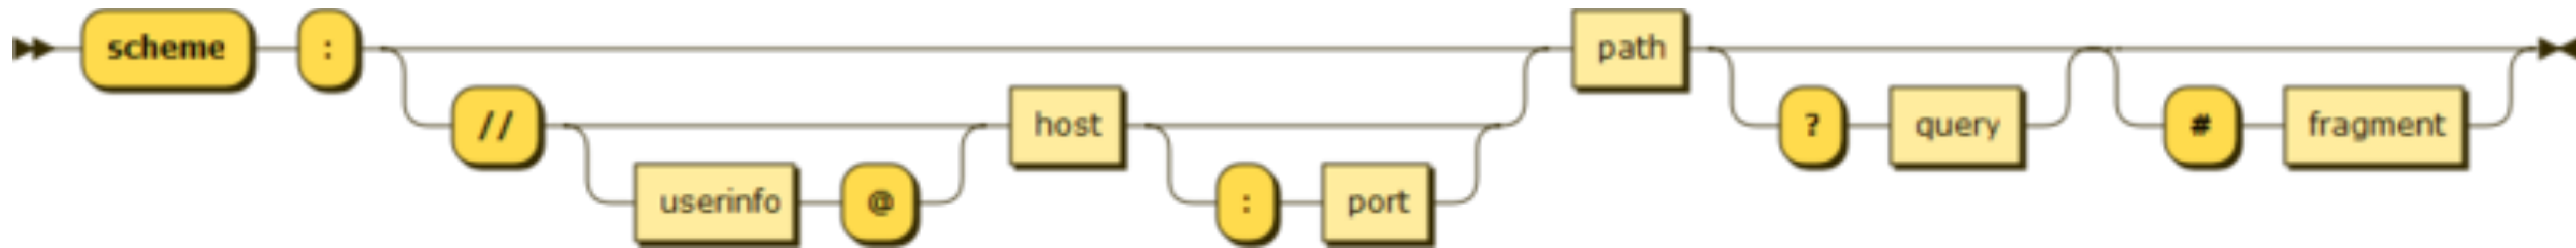 scheme : path
// host ? query # fragment
userinfo @ : port